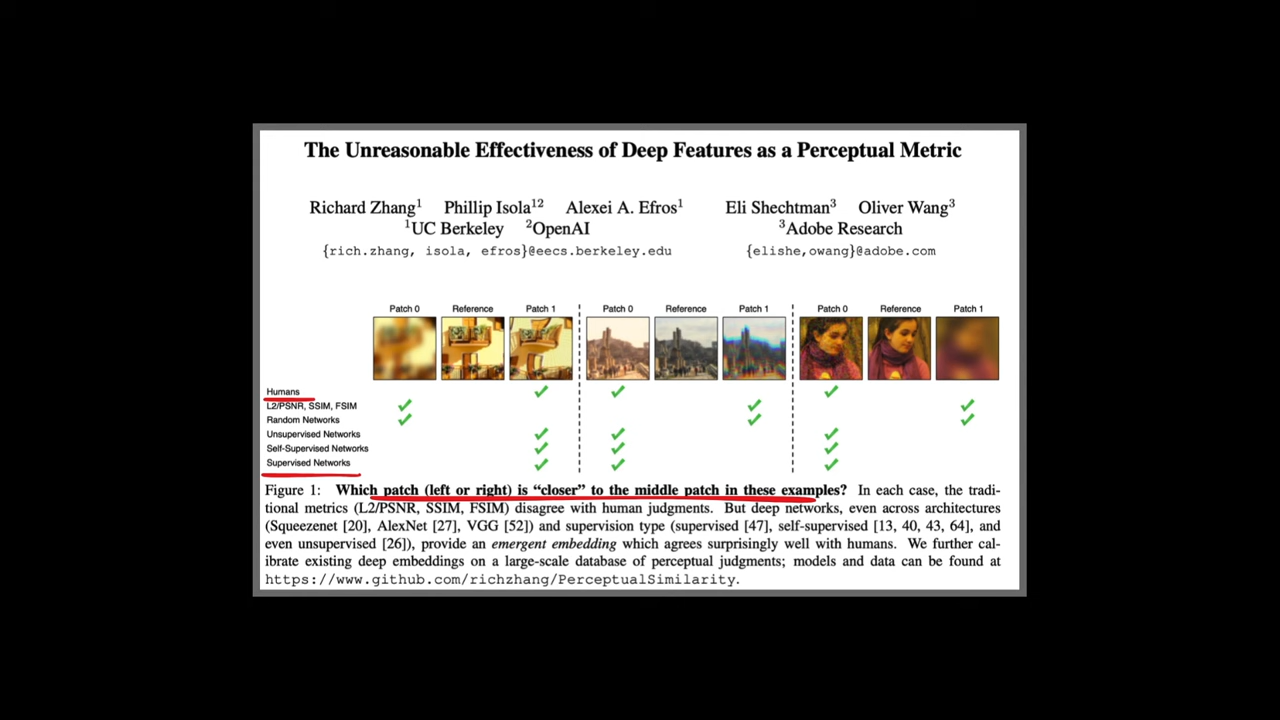 The Unreasonable Effectiveness of Deep Features as a Perceptual Metric
Richard Zhang¹ Phillip Isola¹² Alexei A. Efros¹ Eli Shechtman³ Oliver Wang³
¹UC Berkeley ²OpenAI ³Adobe Research
{rich.zhang, isola, efros}@eecs.berkeley.edu {elishe,owang}@adobe.com
Patch 0 Reference Patch 1 Patch 0 Reference Patch 1 Patch 0 Reference Patch 1
Humans
L2/PSNR, SSIM, FSIM
Random Networks
Unsupervised Networks
Self-Supervised Networks
Supervised Networks
Figure 1: Which patch (left or right) is “closer” to the middle patch in these examples? In each case, the tradi-
tional metrics (L2/PSNR, SSIM, FSIM) disagree with human judgments. But deep networks, even across architectures
(Squeezenet [20], AlexNet [27], VGG [52]) and supervision type (supervised [47], self-supervised [13, 40, 43, 64], and
even unsupervised [26]), provide an emergent embedding which agrees surprisingly well with humans. We further cal-
ibrate existing deep embeddings on a large-scale database of perceptual judgments; models and data can be found at
https://www.github.com/richzhang/PerceptualSimilarity.